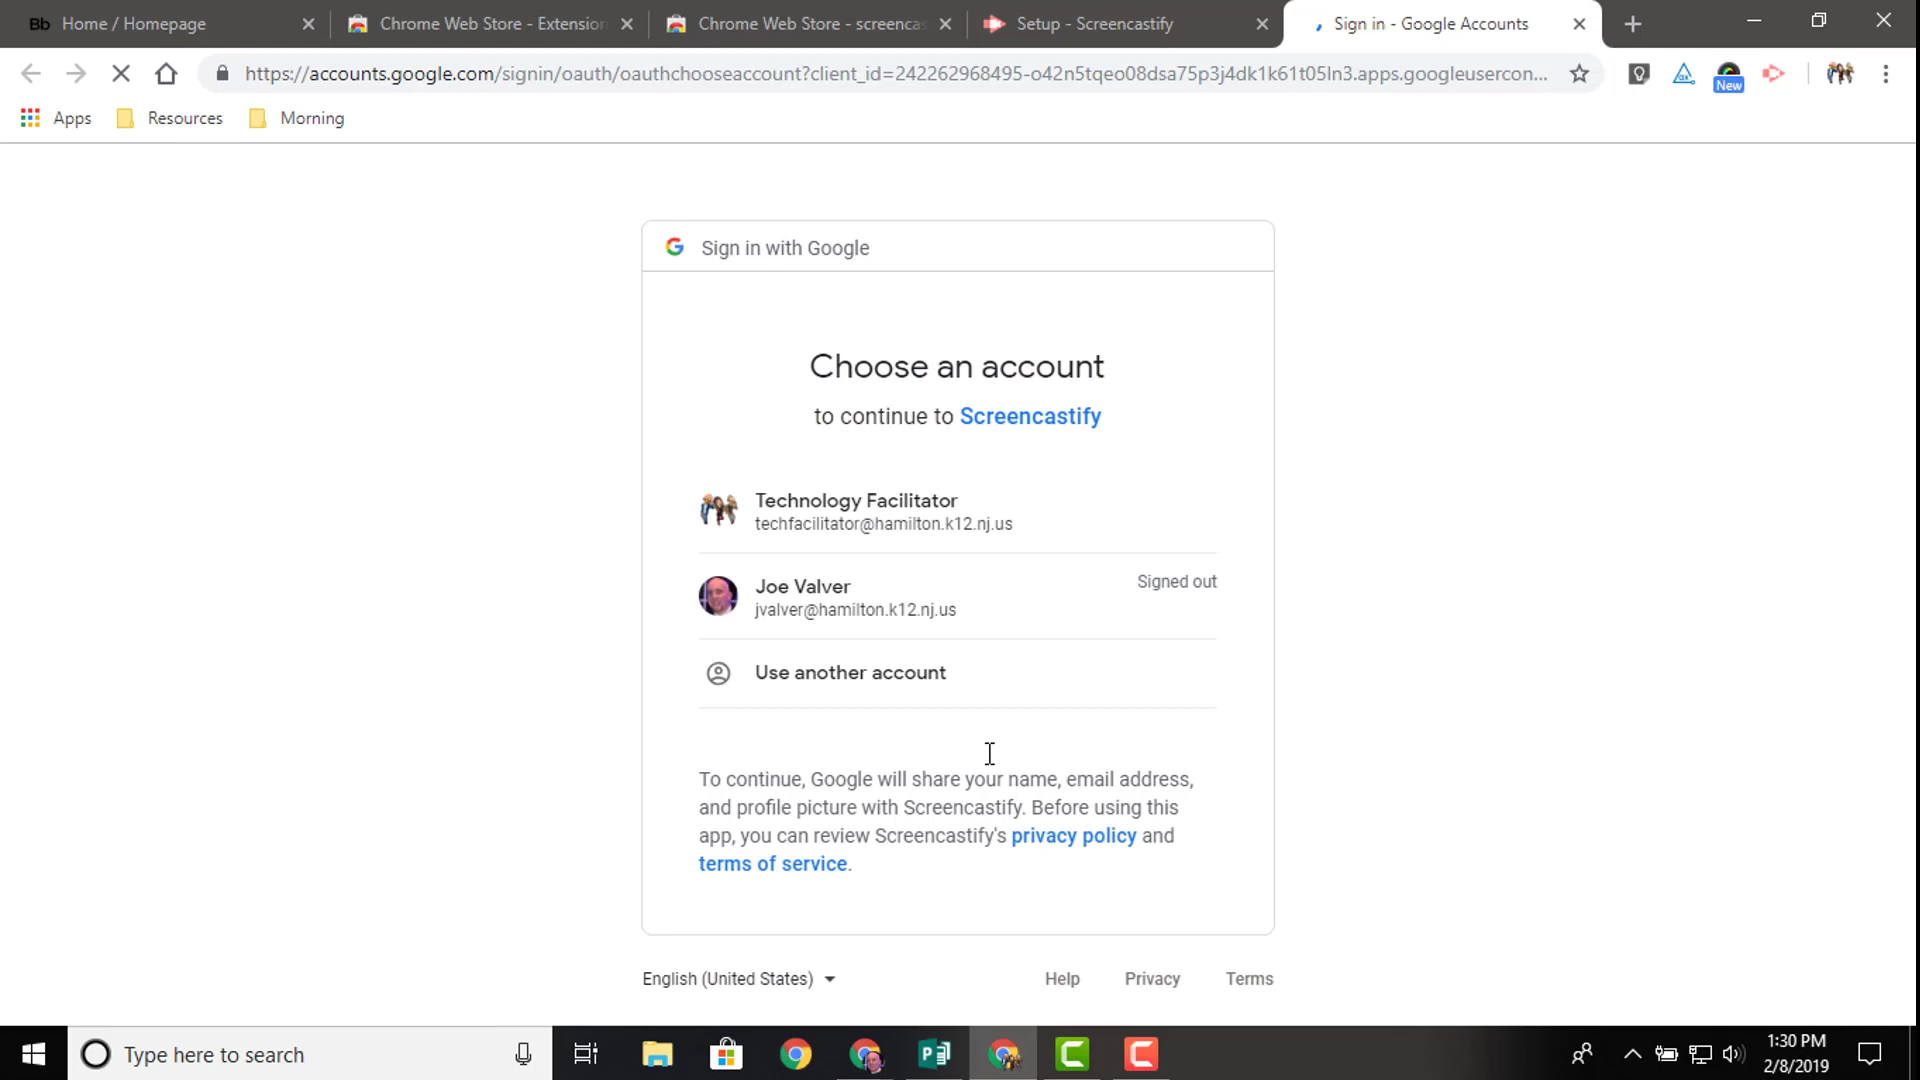 Bb Home / Homepage
Chrome Web Store - Extension
Chrome Web Store - screencas
Setup - Screencastify
Sign in - Google Accounts
https://accounts.google.com/signin/oauth/oauthchooseaccount?client_id=242262968495-o42n5tqeo08dsa75p3j4dk1k61t05ln3.apps.googleusercon...
New
Apps
Resources
Morning
Sign in with Google
Choose an account
to continue to Screencastify
Technology Facilitator
techfacilitator@hamilton.k12.nj.us
Joe Valver
Signed out
jvalver@hamilton.k12.nj.us
Use another account
To continue, Google will share your name, email address,
and profile picture with Screencastify. Before using this
app, you can review Screencastify's privacy policy and
terms of service.
English (United States)
Help
Privacy
Terms
Type here to search
1:30 PM
2/8/2019